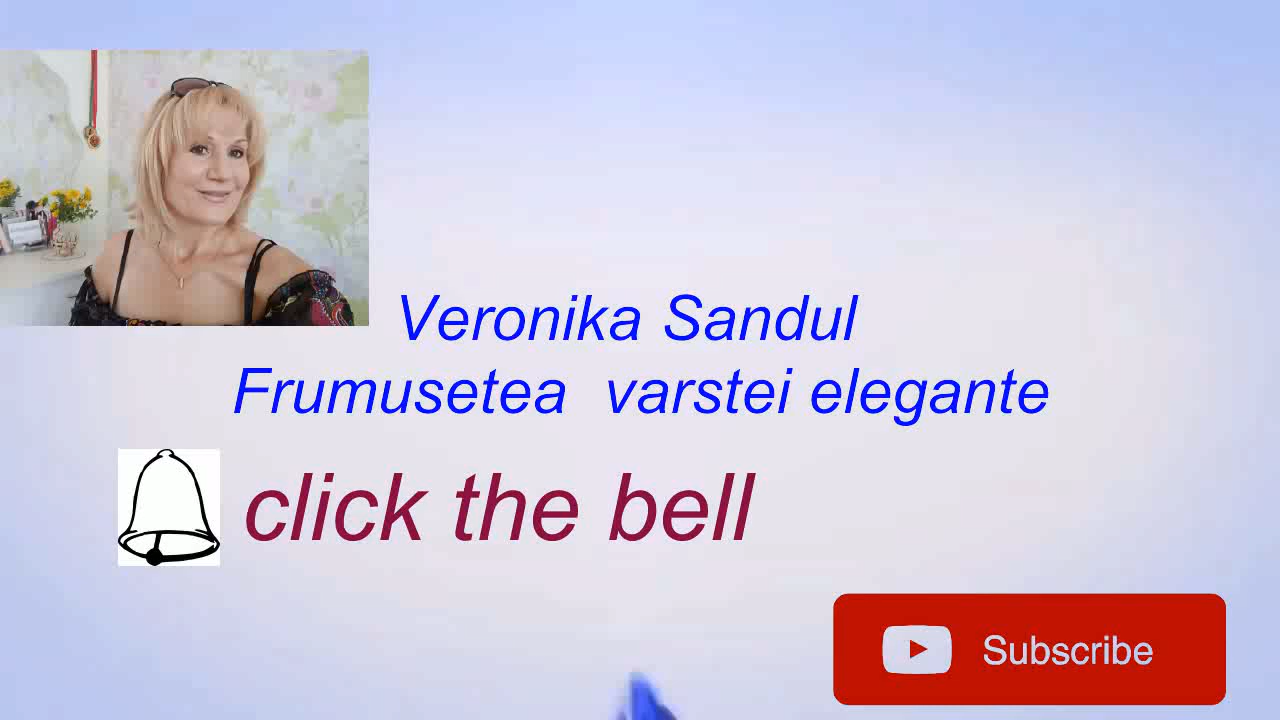 Veronika Sandul
Frumusetea varstei elegante
click the bell
Subscribe